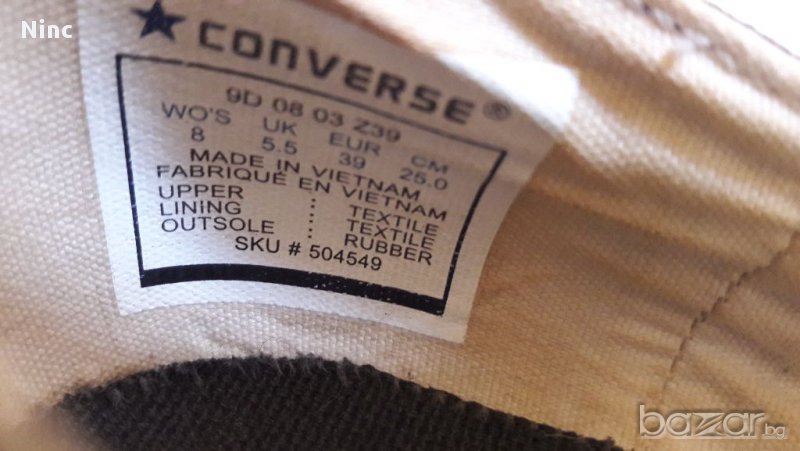 Ninc
CONVERSE®
9D 08 03 Z39
WO'S UK EUR CM
8 5.5 39 25.0
MADE IN VIETNAM
FABRIQUÉ EN VIETNAM
UPPER : TEXTILE
LINING : TEXTILE
OUTSOLE : RUBBER
SKU # 504549
bazar.bg